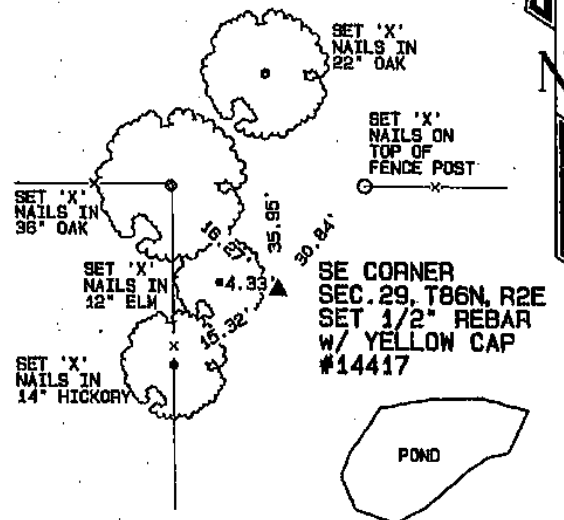 SET 'X'
NAILS IN
22" OAK
SET 'X'
NAILS ON
TOP OF
FENCE POST
SET 'X'
NAILS IN
36" OAK
35.95'
30.84'
SET 'X'
NAILS IN
12" ELM
4.33'
15.32'
SE CORNER
SEC. 29, T86N, R2E
SET 1/2" REBAR
W/ YELLOW CAP
#14417
SET 'X'
NAILS IN
14" HICKORY
POND